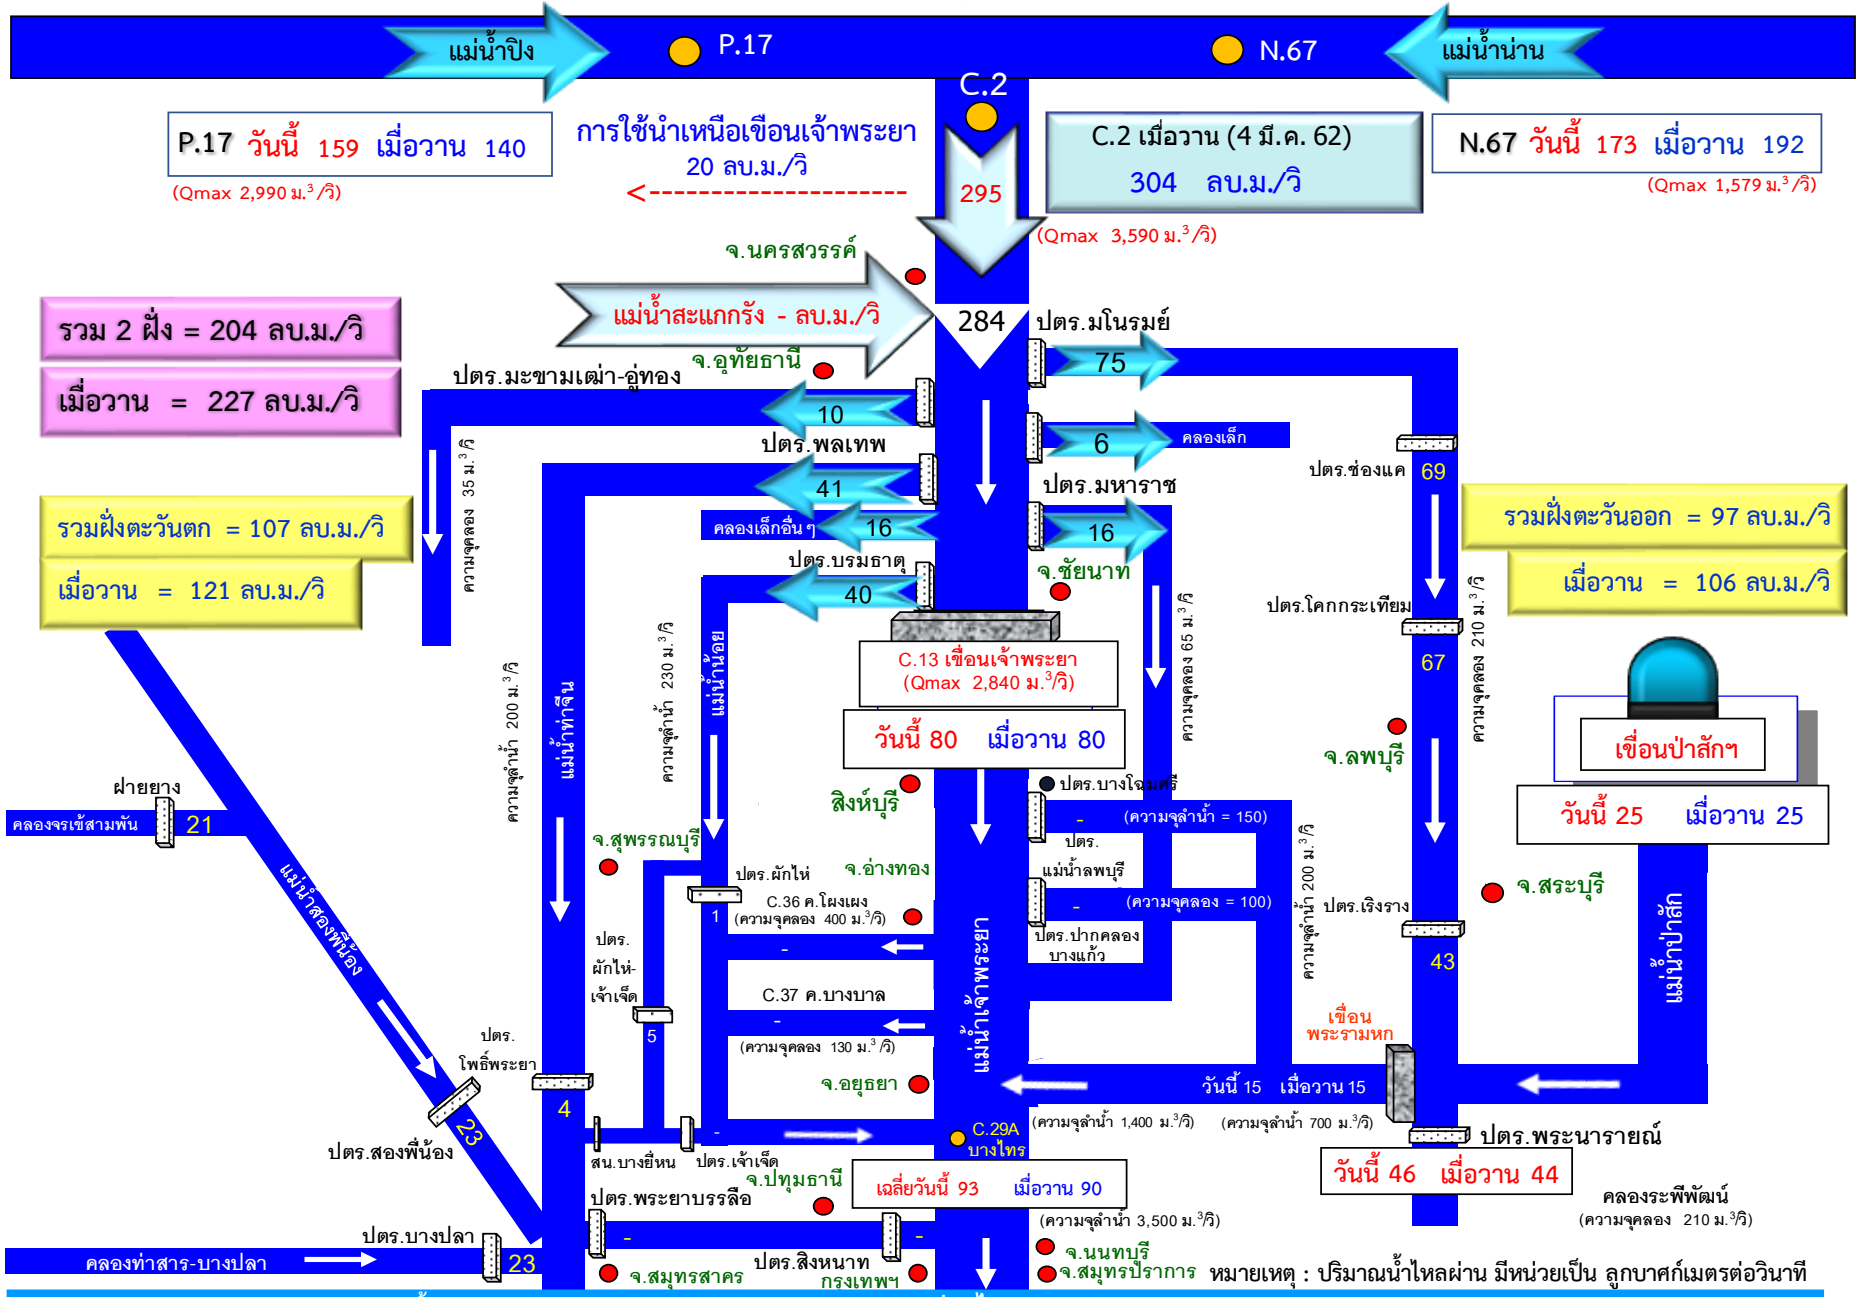 แม่น้ำปิง
P.17
N.67
แม่น้ำน่าน
C.2
P.17 วันนี้ 159 เมื่อวาน 140
(Qmax 2,990 ม.³/วิ)
การใช้น้ำเหนือเขื่อนเจ้าพระยา
20 ลบ.ม./วิ
<--------------------
295
C.2 เมื่อวาน (4 มี.ค. 62)
304 ลบ.ม./วิ
(Qmax 3,590 ม.³/วิ)
N.67 วันนี้ 173 เมื่อวาน 192
(Qmax 1,579 ม.³/วิ)
จ.นครสวรรค์
แม่น้ำสะแกกรัง - ลบ.ม./วิ
284
ปตร.มโนรมย์
75
รวม 2 ฝั่ง = 204 ลบ.ม./วิ
เมื่อวาน = 227 ลบ.ม./วิ
จ.อุทัยธานี
ปตร.มะขามเฒ่า-อู่ทอง
10
6
คลองเล็ก
ปตร.พลเทพ
41
ปตร.มหาราช
16
คลองเล็กอื่น ๆ
16
ปตร.ช่องแค
69
ความจุคลอง 35 ม.³/วิ
รวมฝั่งตะวันตก = 107 ลบ.ม./วิ
เมื่อวาน = 121 ลบ.ม./วิ
รวมฝั่งตะวันออก = 97 ลบ.ม./วิ
เมื่อวาน = 106 ลบ.ม./วิ
ปตร.บรมธาตุ
40
จ.ชัยนาท
ปตร.โคกกระเทียม
67
ความจุคลอง 210 ม.³/วิ
ความจุคลอง 65 ม.³/วิ
C.13 เขื่อนเจ้าพระยา
(Qmax 2,840 ม.³/วิ)
วันนี้ 80 เมื่อวาน 80
ความจุลำน้ำ 200 ม.³/วิ
แม่น้ำท่าจีน
ความจุลำน้ำ 230 ม.³/วิ
แม่น้ำน้อย
จ.ลพบุรี
เขื่อนป่าสักฯ
วันนี้ 25 เมื่อวาน 25
สิงห์บุรี
ปตร.บางโฉมศรี
-
(ความจุลำน้ำ = 150)
ปตร.
แม่น้ำลพบุรี
ฝายยาง
คลองจรเข้สามพัน
21
จ.สุพรรณบุรี
จ.อ่างทอง
ปตร.ผักไห่
1
C.36 ค.โผงเผง
(ความจุคลอง 400 ม.³/วิ)
-
-
(ความจุคลอง = 100)
ปตร.ปากคลอง
บางแก้ว
ความจุลำน้ำ 200 ม.³/วิ
ปตร.เริงราง
43
จ.สระบุรี
แม่น้ำป่าสัก
แม่น้ำสองพี่น้อง
ปตร.
ผักไห่-
เจ้าเจ็ด
5
C.37 ค.บางบาล
-
(ความจุคลอง 130 ม.³/วิ)
แม่น้ำเจ้าพระยา
เขื่อน
พระรามหก
ปตร.
โพธิ์พระยา
4
จ.อยุธยา
วันนี้ 15 เมื่อวาน 15
(ความจุลำน้ำ 1,400 ม.³/วิ)
(ความจุลำน้ำ 700 ม.³/วิ)
23
ปตร.สองพี่น้อง
สน.บางยี่หน
-
ปตร.เจ้าเจ็ด
C.29A
บางไทร
ปตร.พระนารายณ์
วันนี้ 46 เมื่อวาน 44
จ.ปทุมธานี
เฉลี่ยวันนี้ 93 เมื่อวาน 90
(ความจุลำน้ำ 3,500 ม.³/วิ)
คลองระพีพัฒน์
(ความจุคลอง 210 ม.³/วิ)
ปตร.พระยาบรรลือ
-
-
ปตร.สิงหนาท
ปตร.บางปลา
คลองท่าสาร-บางปลา
23
จ.สมุทรสาคร
กรุงเทพฯ
จ.นนทบุรี
จ.สมุทรปราการ
หมายเหตุ : ปริมาณน้ำไหลผ่าน มีหน่วยเป็น ลูกบาศก์เมตรต่อวินาที